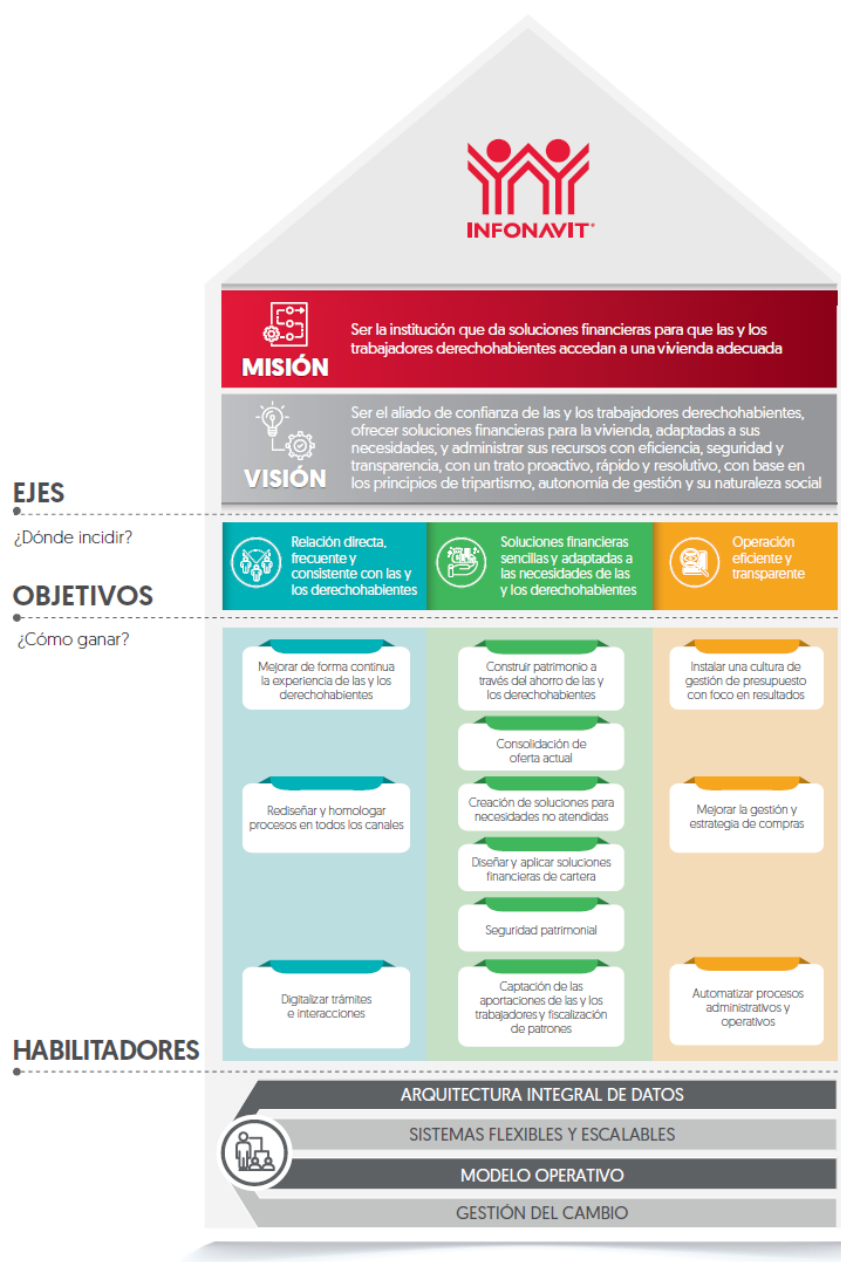 INFONAVIT
MISIÓN
Ser la institución que da soluciones financieras para que las y los
trabajadores derechohabientes accedan a una vivienda adecuada
VISIÓN
Ser el aliado de confianza de las y los trabajadores derechohabientes,
ofrecer soluciones financieras para la vivienda, adaptadas a sus
necesidades, y administrar sus recursos con eficiencia, seguridad y
transparencia, con un trato proactivo, rápido y resolutivo, con base en
los principios de tripartismo, autonomía de gestión y su naturaleza social
EJES
¿Dónde incidir?
Relación directa,
frecuente y
consistente con las y
los derechohabientes
Soluciones financieras
sencillas y adaptadas a
las necesidades de las
y los derechohabientes
Operación
eficiente y
transparente
OBJETIVOS
¿Cómo ganar?
Mejorar de forma continua
la experiencia de las y los
derechohabientes
Rediseñar y homologar
procesos en todos los canales
Digitalizar trámites
e interacciones
Construir patrimonio a
través del ahorro de las y
los derechohabientes
Consolidación de
oferta actual
Creación de soluciones para
necesidades no atendidas
Diseñar y aplicar soluciones
financieras de cartera
Seguridad patrimonial
Captación de las
aportaciones de las y los
trabajadores y fiscalización
de patrones
Instalar una cultura de
gestión de presupuesto
con foco en resultados
Mejorar la gestión y
estrategia de compras
Automatizar procesos
administrativos y
operativos
HABILITADORES
ARQUITECTURA INTEGRAL DE DATOS
SISTEMAS FLEXIBLES Y ESCALABLES
MODELO OPERATIVO
GESTIÓN DEL CAMBIO